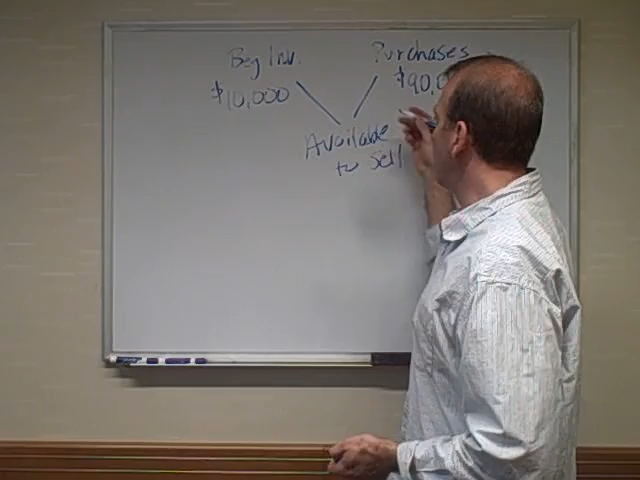 Beg Inv.
$10,000
Purchases
$90,0
Available
to sell